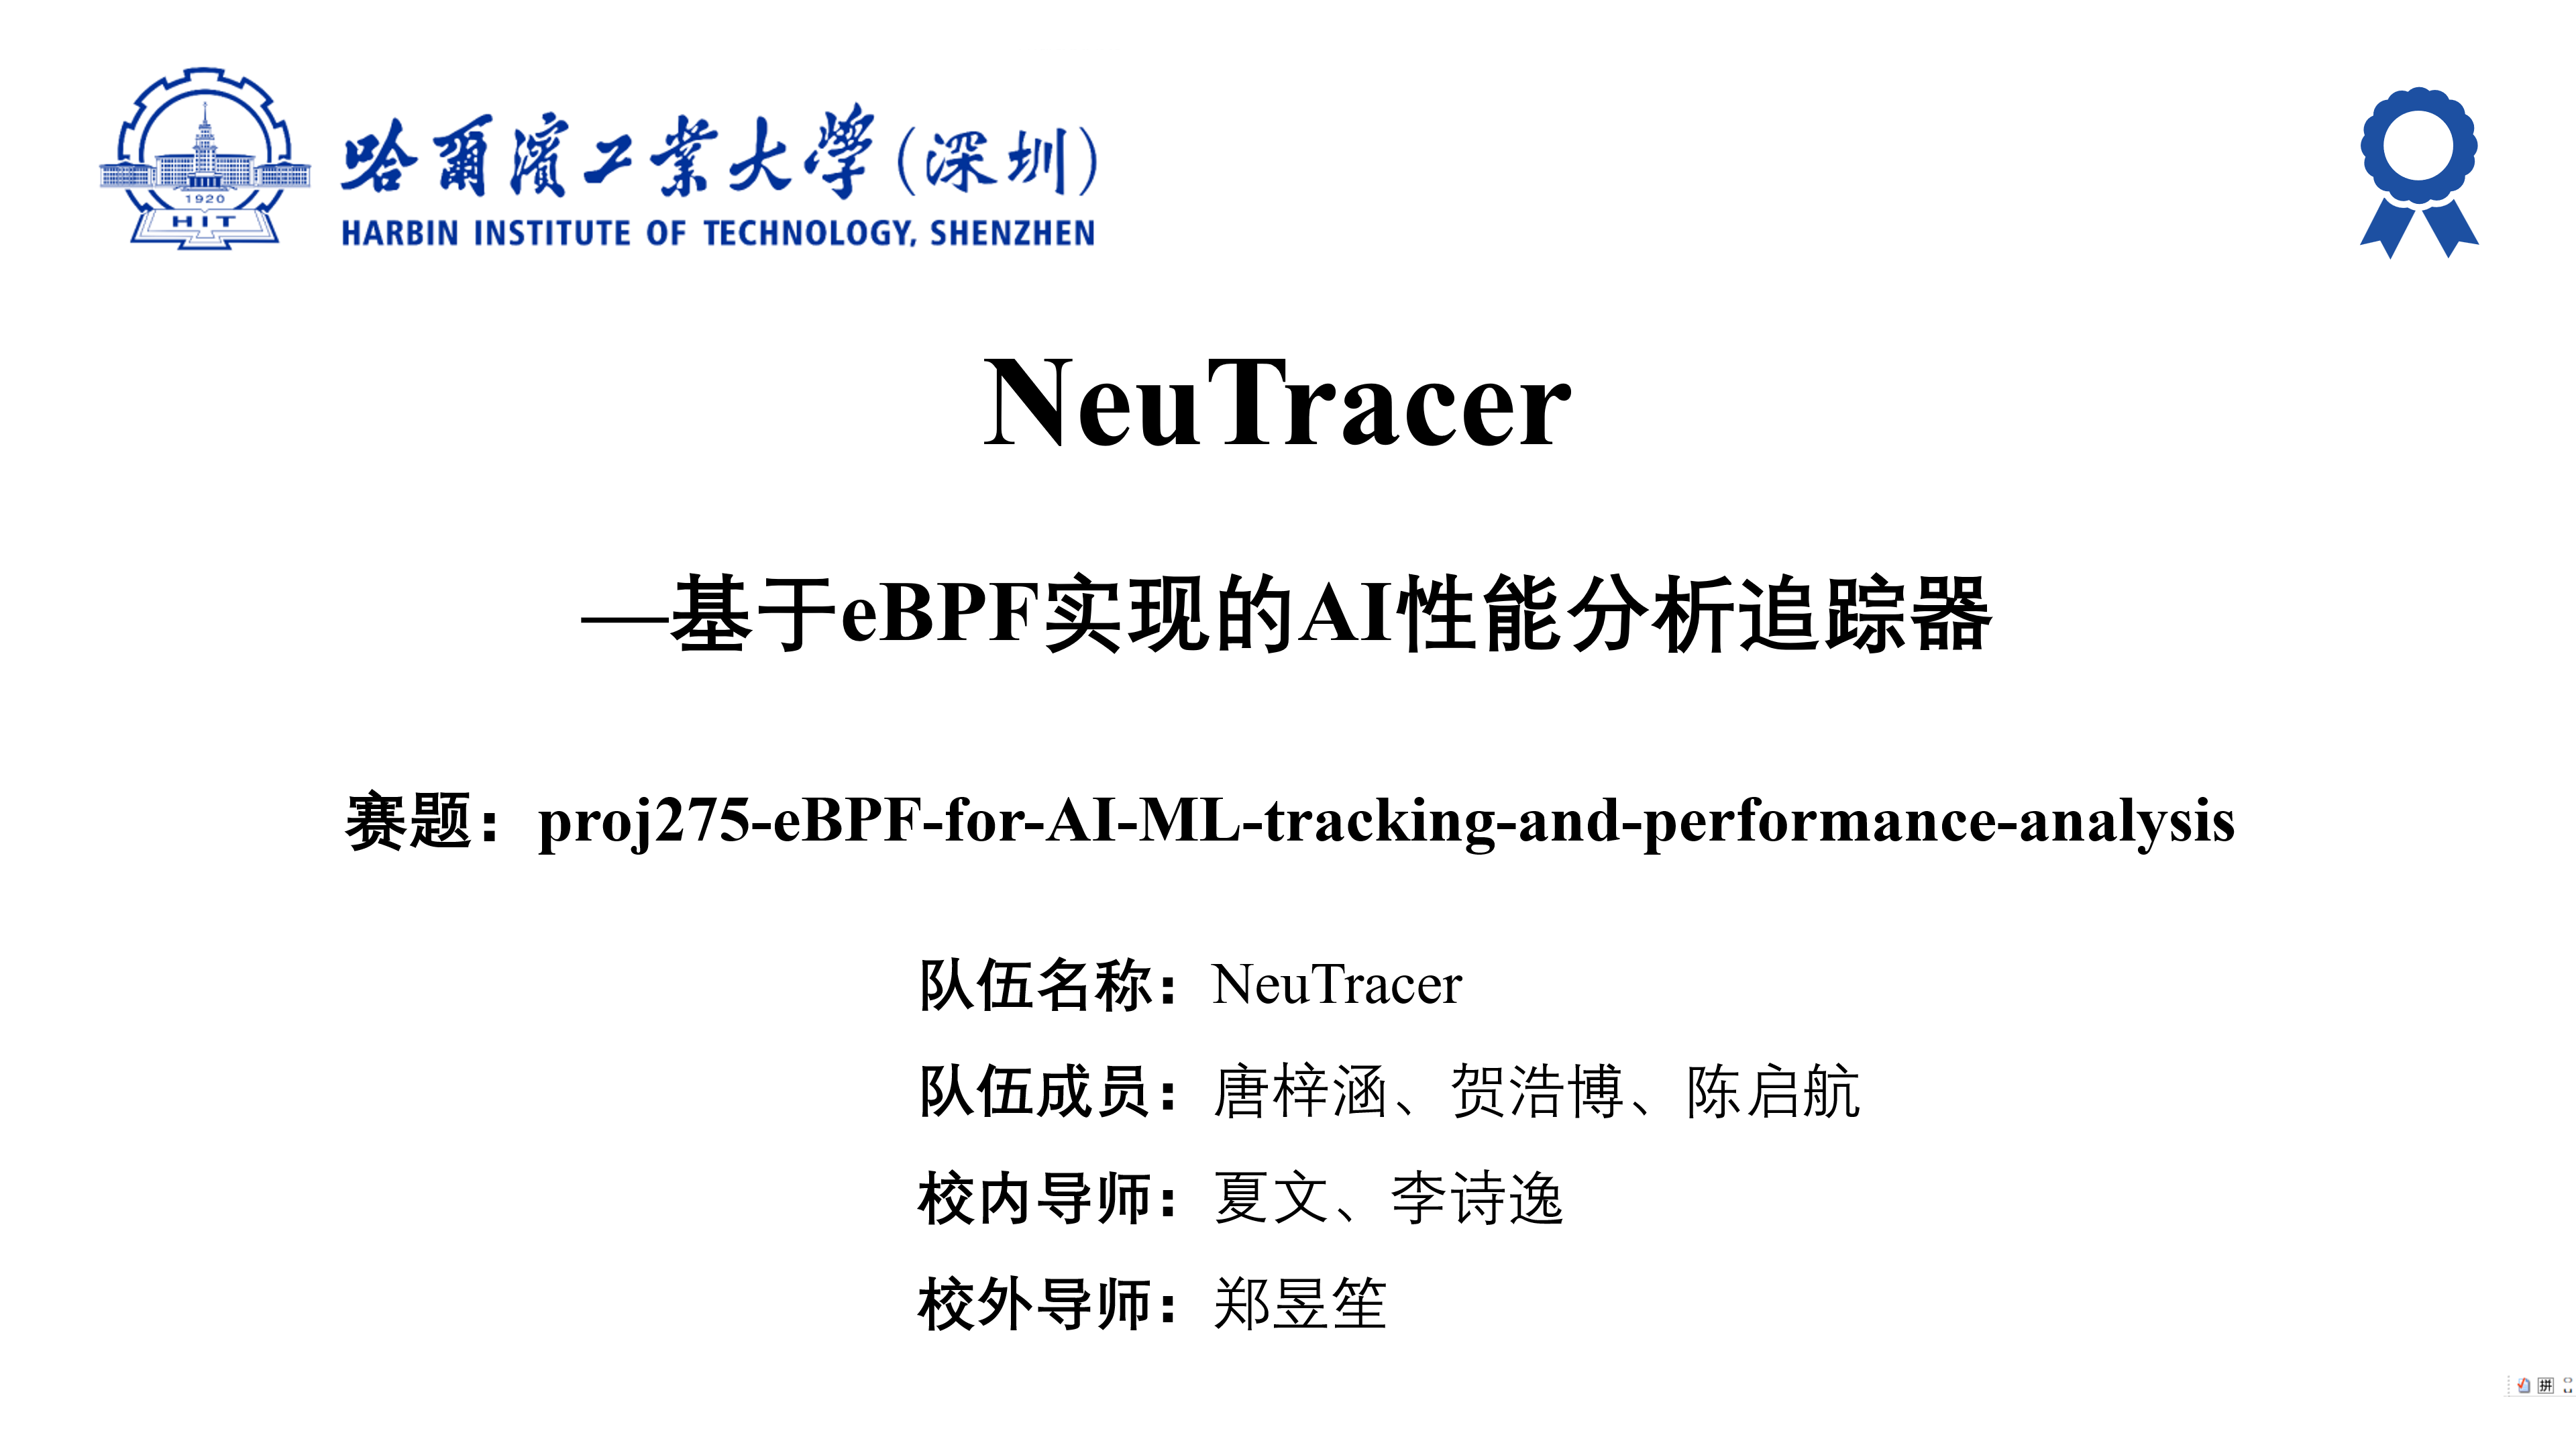 1920
HIT
哈爾濱工業大學(深圳)
HARBIN INSTITUTE OF TECHNOLOGY, SHENZHEN
NeuTracer
—基于eBPF实现的AI性能分析追踪器
赛题：proj275-eBPF-for-AI-ML-tracking-and-performance-analysis
队伍名称：NeuTracer
队伍成员：唐梓涵、贺浩博、陈启航
校内导师：夏文、李诗逸
校外导师：郑昱笙
拼